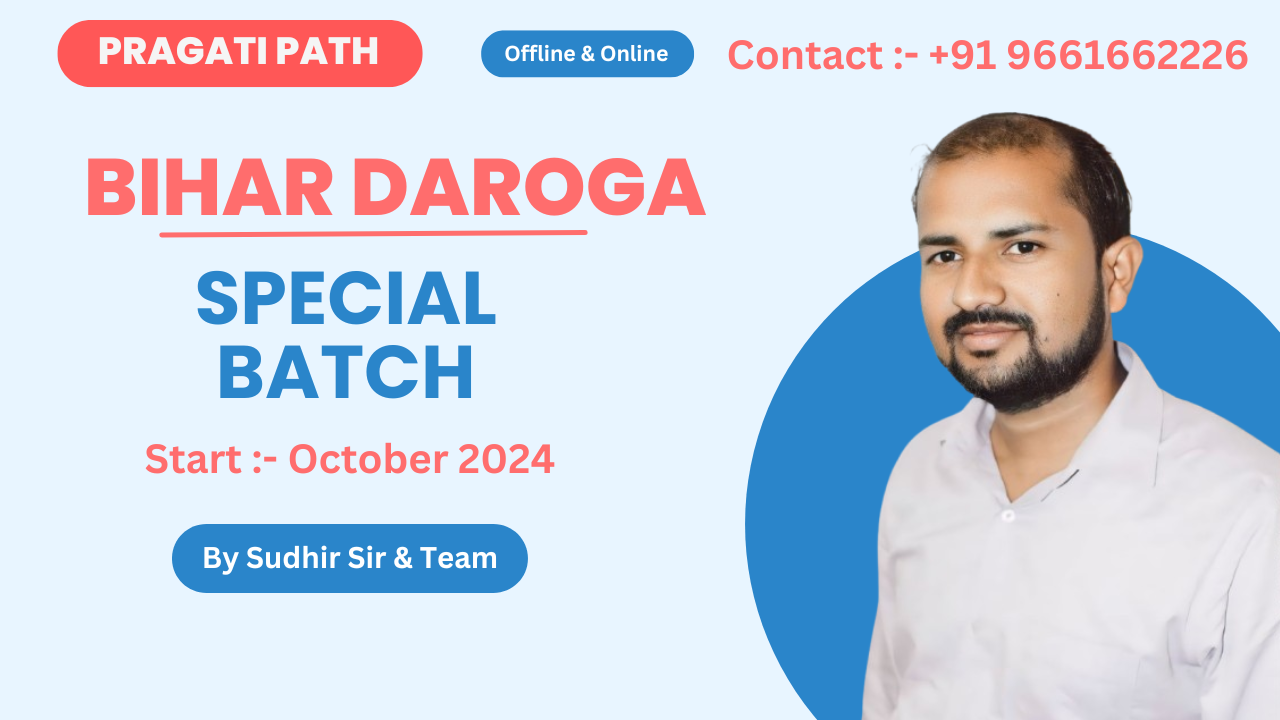 PRAGATI PATH
Offline & Online
Contact :- +91 9661662226
BIHAR DAROGA
SPECIAL
BATCH
Start :- October 2024
By Sudhir Sir & Team